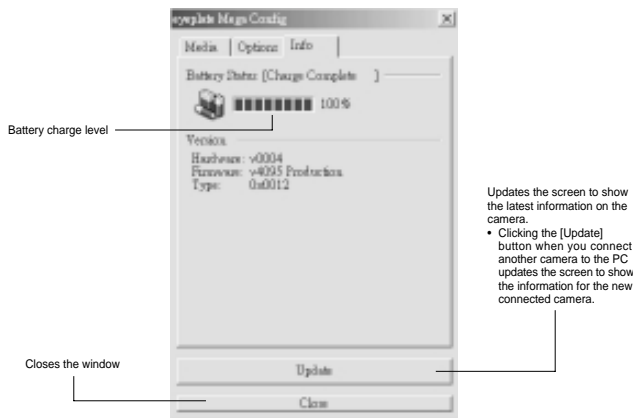 eyeplate Mega Config
Media Options Info
Battery Status [Charge Complete ]
100%
Battery charge level
Version
Hardware: v0004
Firmware: v4095 Production
Type: 0x0012
Updates the screen to show
the latest information on the
camera.
• Clicking the [Update]
button when you connect
another camera to the PC
updates the screen to show
the information for the new
connected camera.
Closes the window
Update
Close